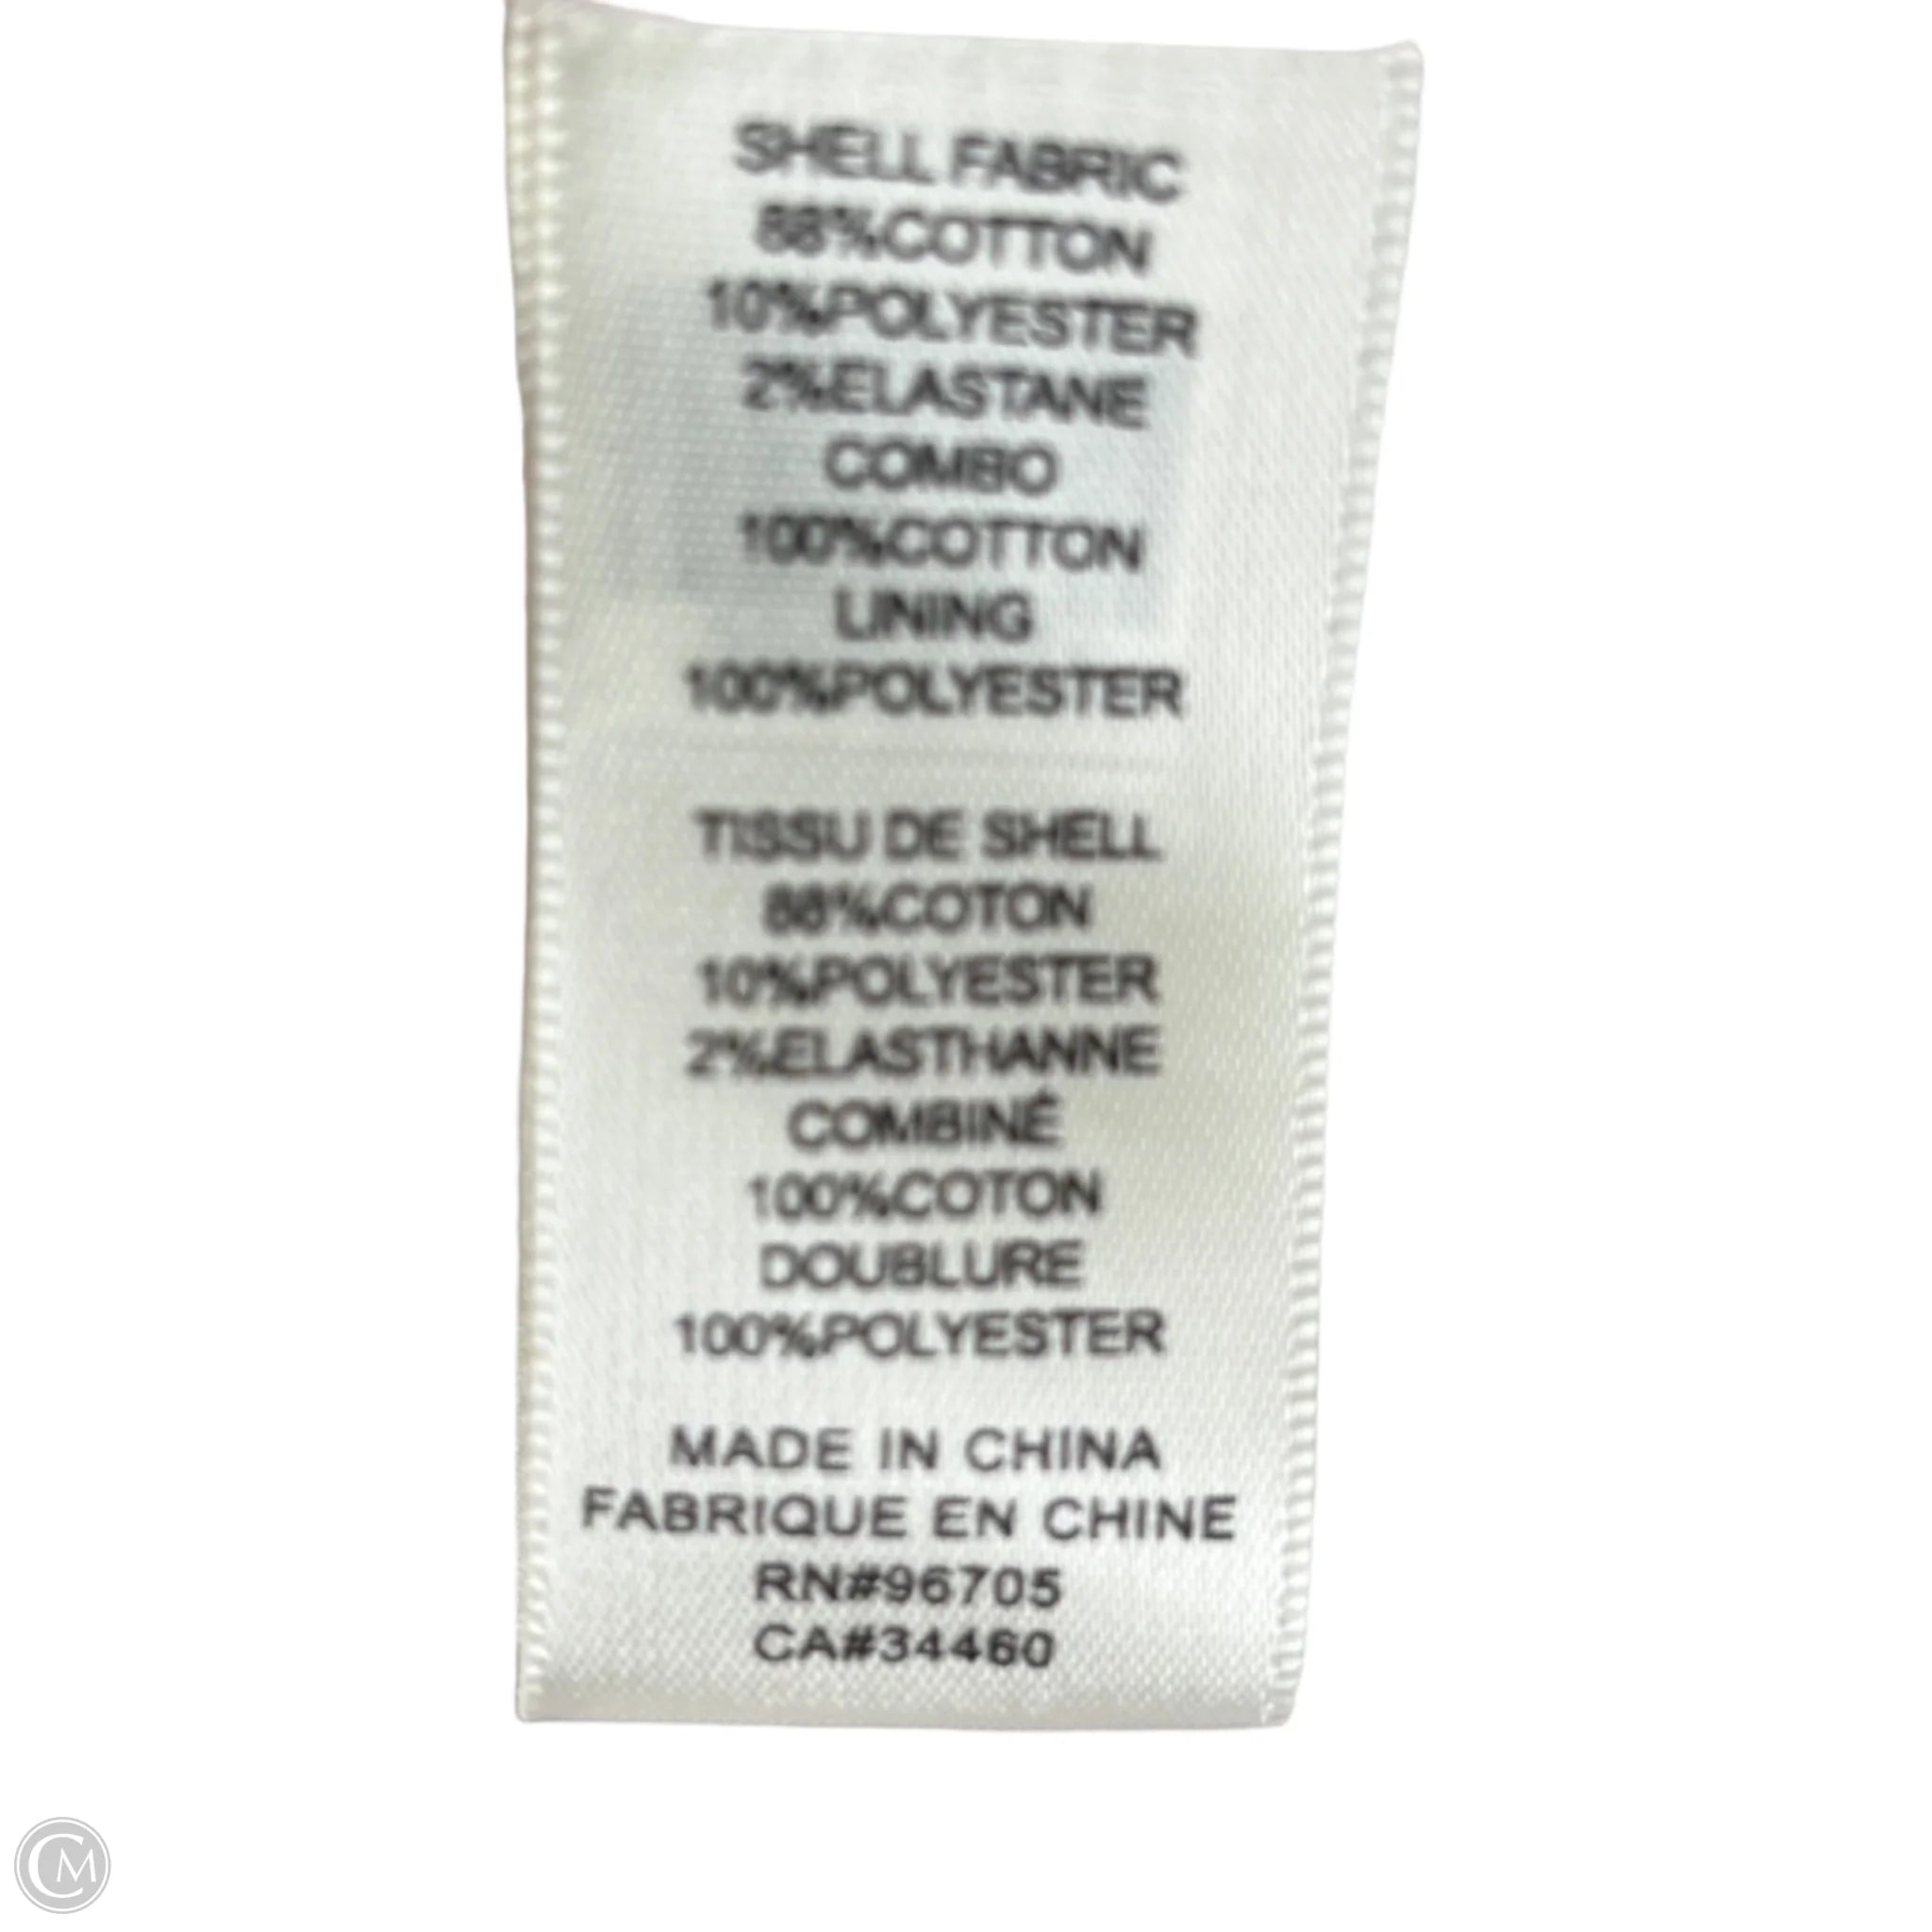 SHELL FABRIC
88%COTTON
10%POLYESTER
2%ELASTANE
COMBO
100%COTTON
LINING
100%POLYESTER
TISSU DE SHELL
88%COTON
10%POLYESTER
2%ELASTHANNE
COMBINÉ
100%COTON
DOUBLURE
100%POLYESTER
MADE IN CHINA
FABRIQUE EN CHINE
RN#96705
CA#34460
CM